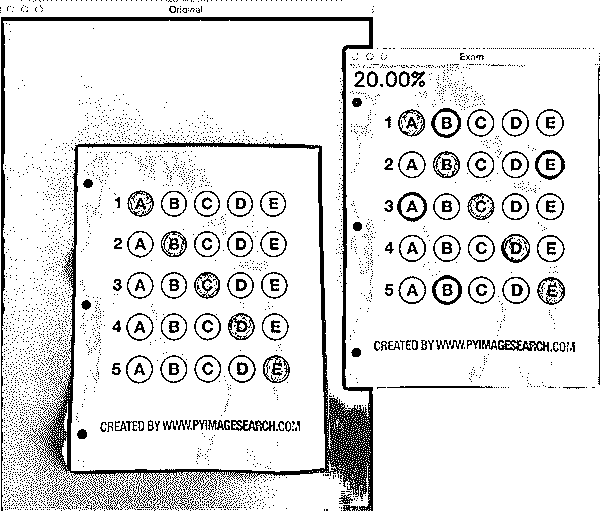 Original
1 A B C D E
2 A B C D E
3 A B C D E
4 A B C D E
5 A B C D E
CREATED BY WWW.PYIMAGESEARCH.COM
Exam
20.00%
1 A B C D E
2 A B C D E
3 A B C D E
4 A B C D E
5 A B C D E
CREATED BY WWW.PYIMAGESEARCH.COM